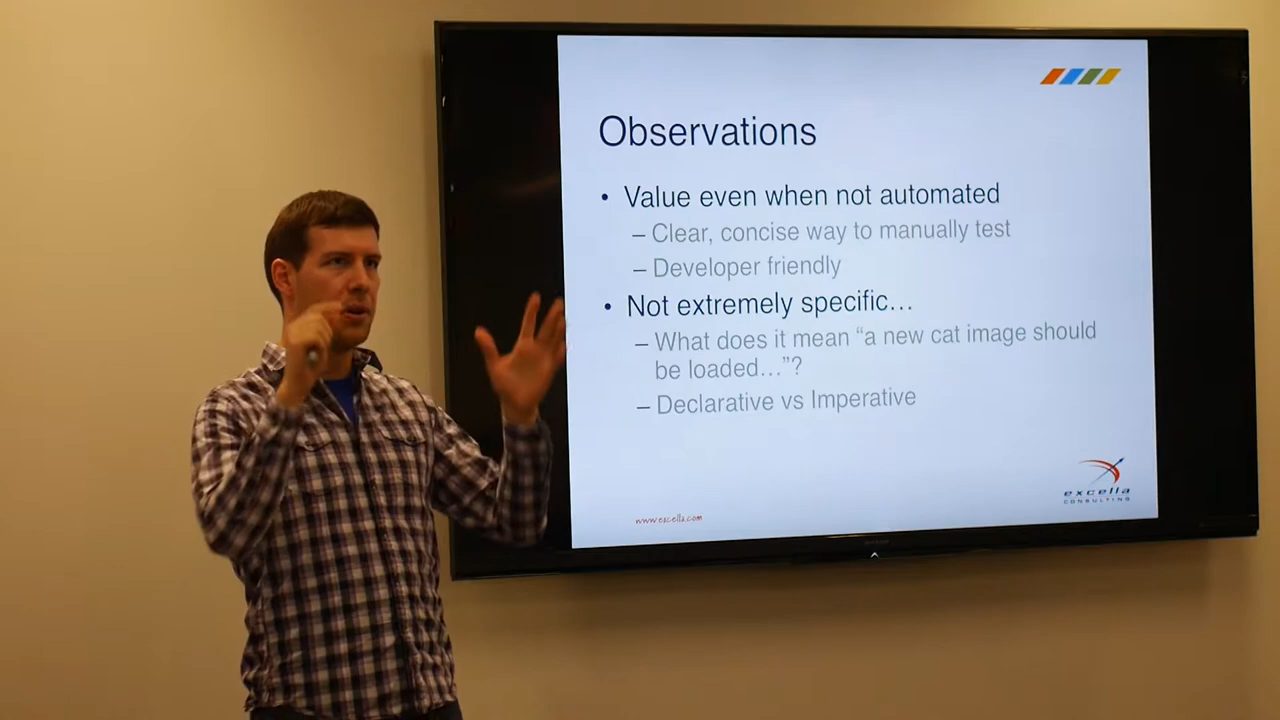 Observations
• Value even when not automated
– Clear, concise way to manually test
– Developer friendly
• Not extremely specific…
– What does it mean “a new cat image should
be loaded…”?
– Declarative vs Imperative
excella
CONSULTING
www.excella.com